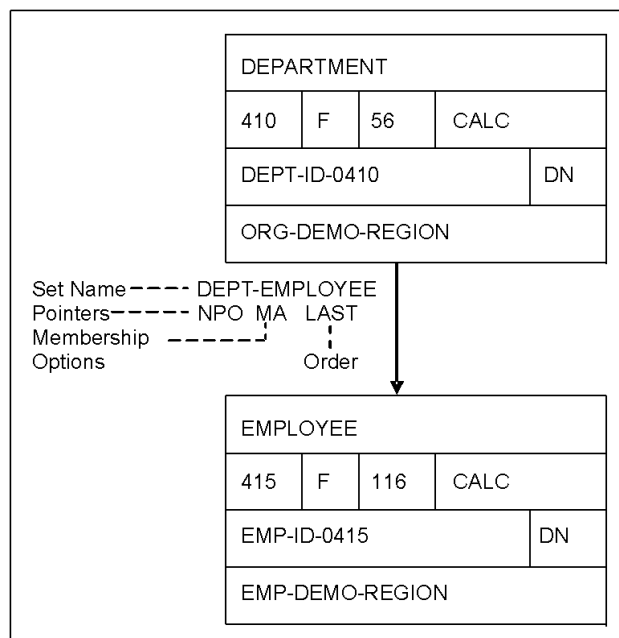 DEPARTMENT
410 F 56 CALC
DEPT-ID-0410 DN
ORG-DEMO-REGION
Set Name DEPT-EMPLOYEE
Pointers NPO MA LAST
Membership
Options Order
EMPLOYEE
415 F 116 CALC
EMP-ID-0415 DN
EMP-DEMO-REGION